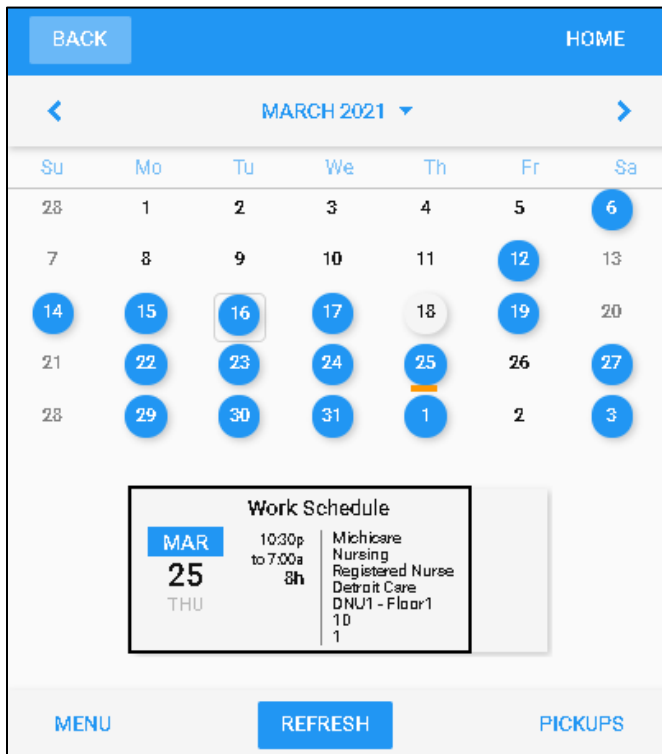 BACK HOME
MARCH 2021
Su Mo Tu We Th Fr Sa
28 1 2 3 4 5 6
7 8 9 10 11 12 13
14 15 16 17 18 19 20
21 22 23 24 25 26 27
28 29 30 31 1 2 3
Work Schedule
MAR
25
THU
10:30p
to 7:00a
8h
Michicare
Nursing
Registered Nurse
Detroit Care
DNU1 - Floor1
1D
1
MENU REFRESH PICKUPS